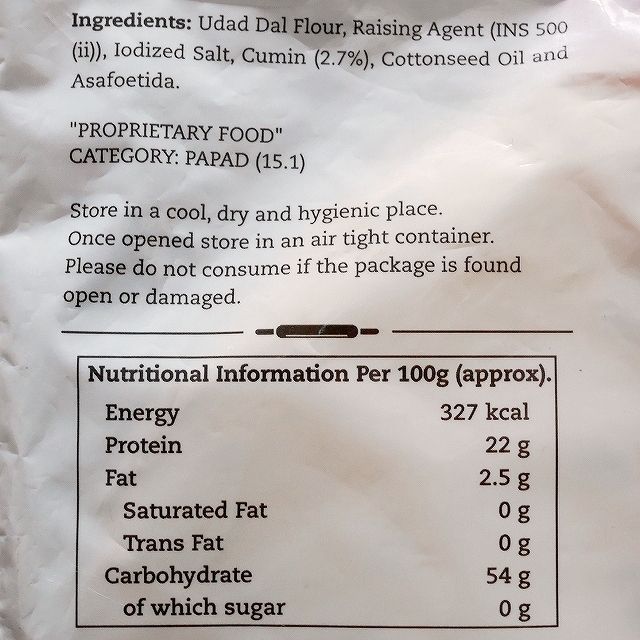 Ingredients: Udad Dal Flour, Raising Agent (INS 500
(ii)), Iodized Salt, Cumin (2.7%), Cottonseed Oil and
Asafoetida.
"PROPRIETARY FOOD"
CATEGORY: PAPAD (15.1)
Store in a cool, dry and hygienic place.
Once opened store in an air tight container.
Please do not consume if the package is found
open or damaged.
Nutritional Information Per 100g (approx).
Energy 327 kcal
Protein 22 g
Fat 2.5 g
Saturated Fat 0 g
Trans Fat 0 g
Carbohydrate 54 g
of which sugar 0 g